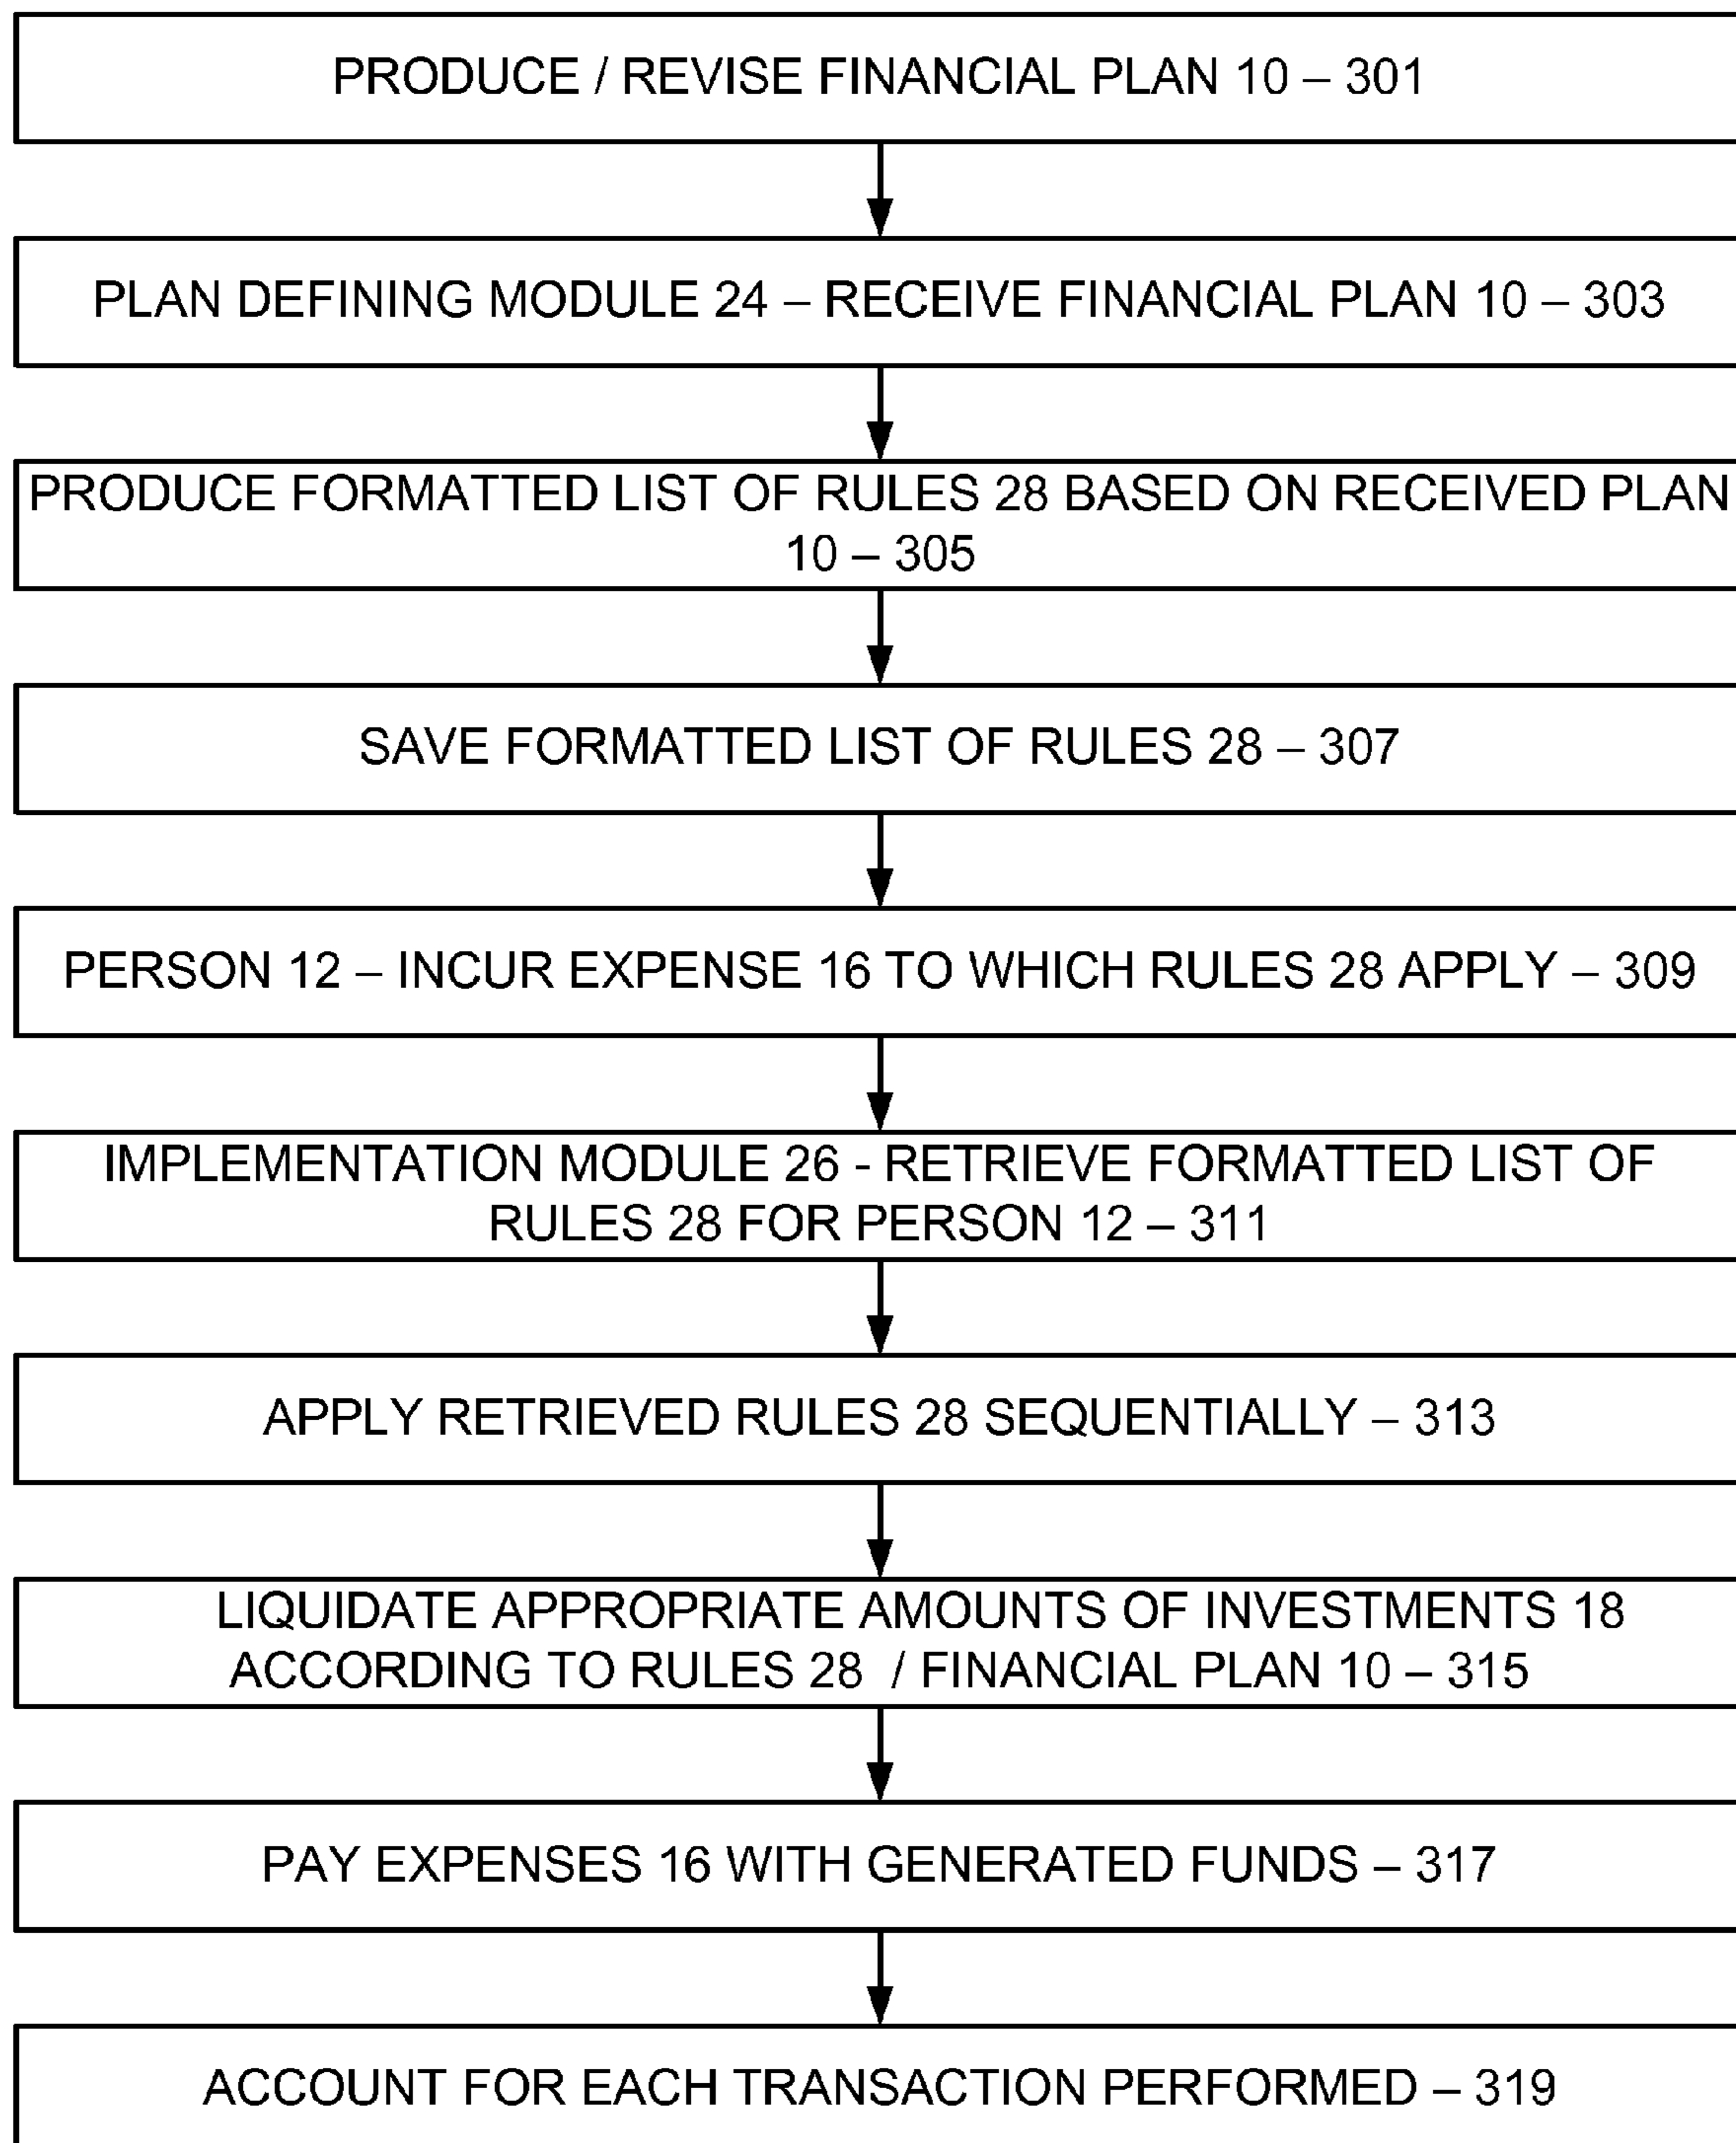 PRODUCE / REVISE FINANCIAL PLAN 10 – 301
PLAN DEFINING MODULE 24 – RECEIVE FINANCIAL PLAN 10 – 303
PRODUCE FORMATTED LIST OF RULES 28 BASED ON RECEIVED PLAN
10 – 305
SAVE FORMATTED LIST OF RULES 28 – 307
PERSON 12 – INCUR EXPENSE 16 TO WHICH RULES 28 APPLY – 309
IMPLEMENTATION MODULE 26 - RETRIEVE FORMATTED LIST OF
RULES 28 FOR PERSON 12 – 311
APPLY RETRIEVED RULES 28 SEQUENTIALLY – 313
LIQUIDATE APPROPRIATE AMOUNTS OF INVESTMENTS 18
ACCORDING TO RULES 28 / FINANCIAL PLAN 10 – 315
PAY EXPENSES 16 WITH GENERATED FUNDS – 317
ACCOUNT FOR EACH TRANSACTION PERFORMED – 319